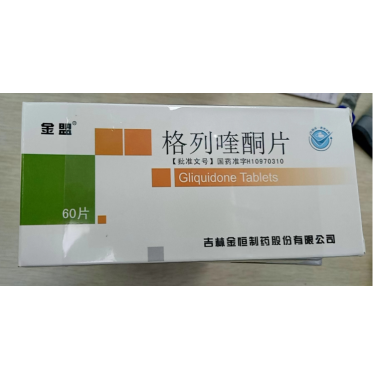 金盟®
格列喹酮片
【批准文号】国药准字H10970310
Gliquidone Tablets
60片
吉林金恒制药股份有限公司